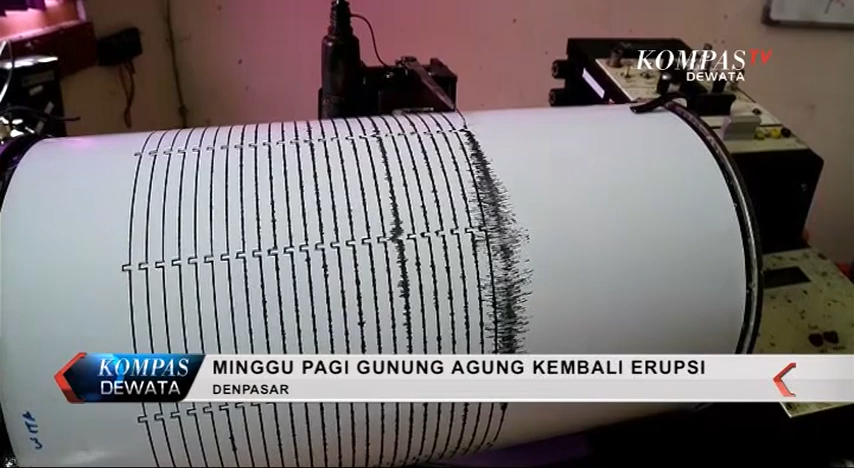 KOMPAS TV
DEWATA
KOMPAS
DEWATA
MINGGU PAGI GUNUNG AGUNG KEMBALI ERUPSI
DENPASAR